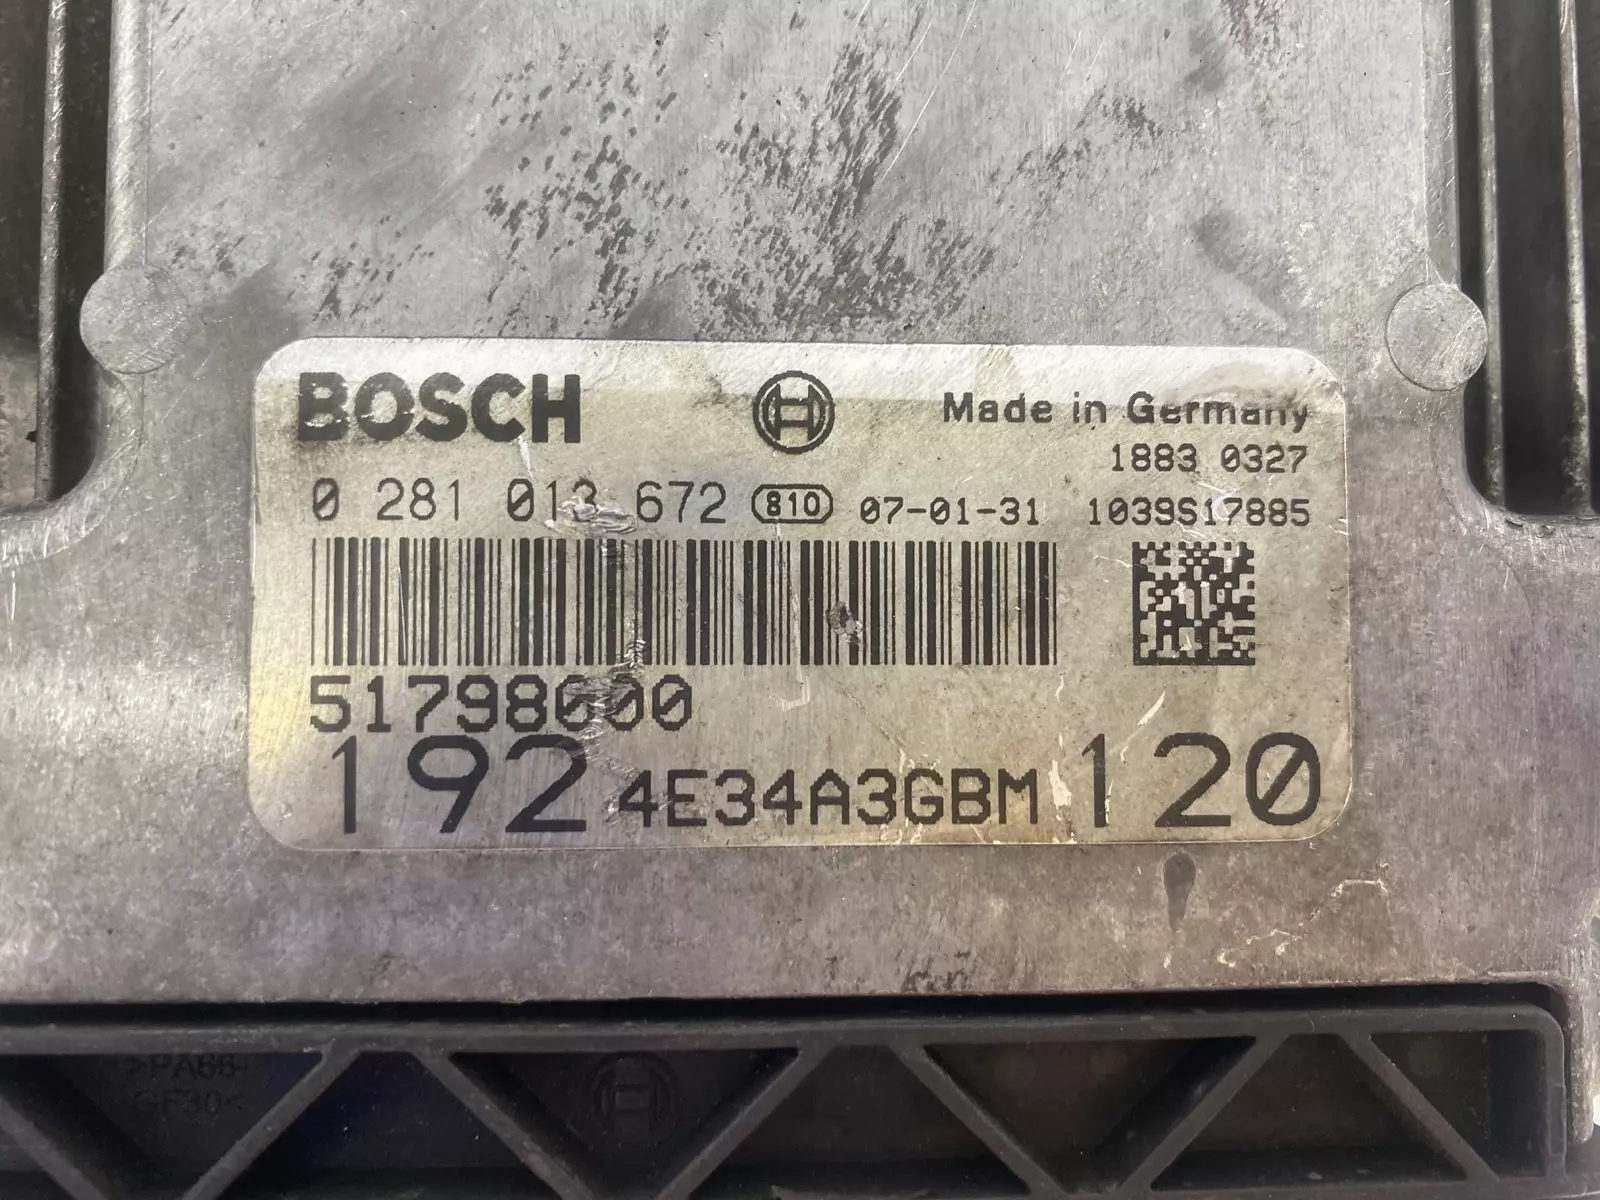 BOSCH
Made in Germany
1883 0327
0 281 013 672 810 07-01-31 1039S17885
51798600
192 4E34A3GBM 120
>PA66-
GF30<